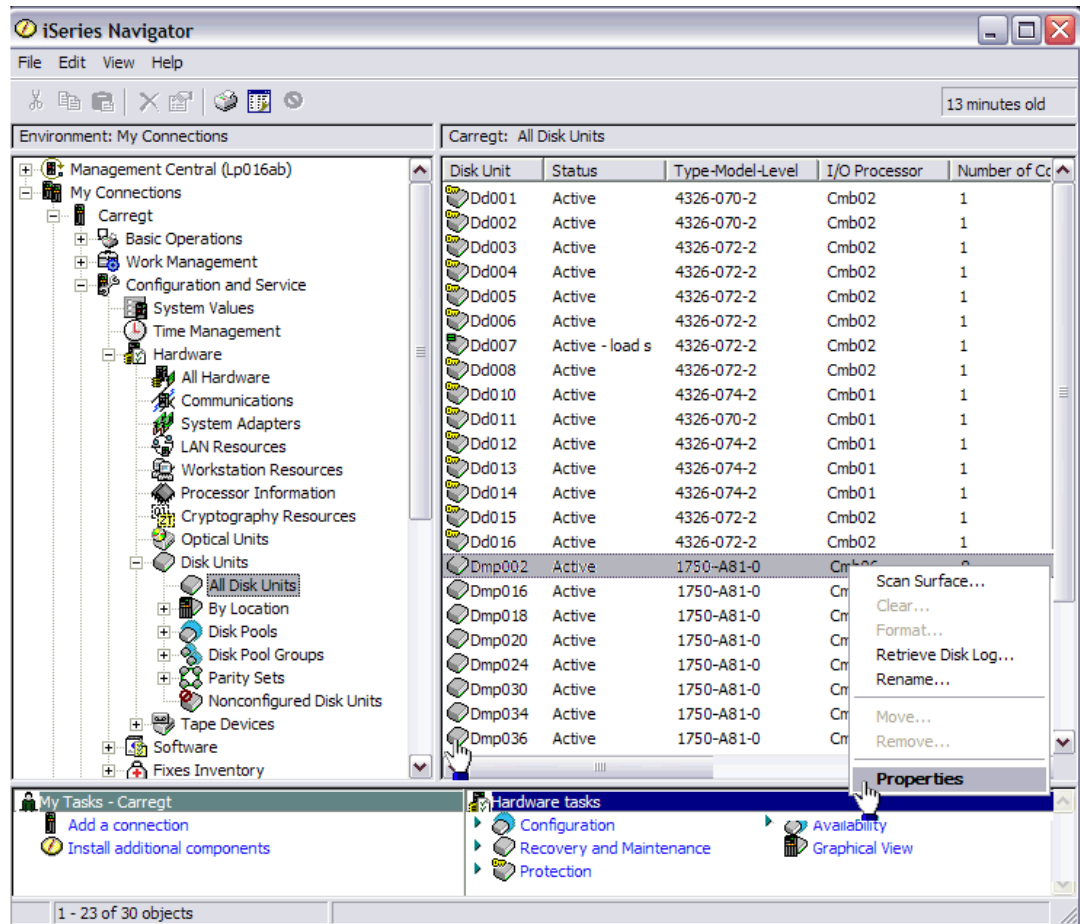 iSeries Navigator
File Edit View Help
13 minutes old
Environment: My Connections
Carregt: All Disk Units
Management Central (Lp016ab)
My Connections
Carregt
Basic Operations
Work Management
Configuration and Service
System Values
Time Management
Hardware
All Hardware
Communications
System Adapters
LAN Resources
Workstation Resources
Processor Information
Cryptography Resources
Optical Units
Disk Units
All Disk Units
By Location
Disk Pools
Disk Pool Groups
Parity Sets
Nonconfigured Disk Units
Tape Devices
Software
Fixes Inventory
Disk Unit Status Type-Model-Level I/O Processor Number of Cc
Dd001 Active 4326-070-2 Cmb02 1
Dd002 Active 4326-070-2 Cmb02 1
Dd003 Active 4326-072-2 Cmb02 1
Dd004 Active 4326-072-2 Cmb02 1
Dd005 Active 4326-072-2 Cmb02 1
Dd006 Active 4326-072-2 Cmb02 1
Dd007 Active - load s 4326-072-2 Cmb02 1
Dd008 Active 4326-072-2 Cmb02 1
Dd010 Active 4326-074-2 Cmb01 1
Dd011 Active 4326-070-2 Cmb02 1
Dd012 Active 4326-074-2 Cmb01 1
Dd013 Active 4326-074-2 Cmb01 1
Dd014 Active 4326-074-2 Cmb01 1
Dd015 Active 4326-072-2 Cmb02 1
Dd016 Active 4326-072-2 Cmb02 1
Dmp002 Active 1750-A81-0
Dmp016 Active 1750-A81-0 Cm
Dmp018 Active 1750-A81-0 Cm
Dmp020 Active 1750-A81-0 Cm
Dmp024 Active 1750-A81-0 Cm
Dmp030 Active 1750-A81-0 Cm
Dmp034 Active 1750-A81-0 Cm
Dmp036 Active 1750-A81-0 Cm
Scan Surface...
Clear...
Format...
Retrieve Disk Log...
Rename...
Move...
Remove...
Properties
My Tasks - Carregt
Add a connection
Install additional components
Hardware tasks
Configuration
Recovery and Maintenance
Protection
Availability
Graphical View
1 - 23 of 30 objects